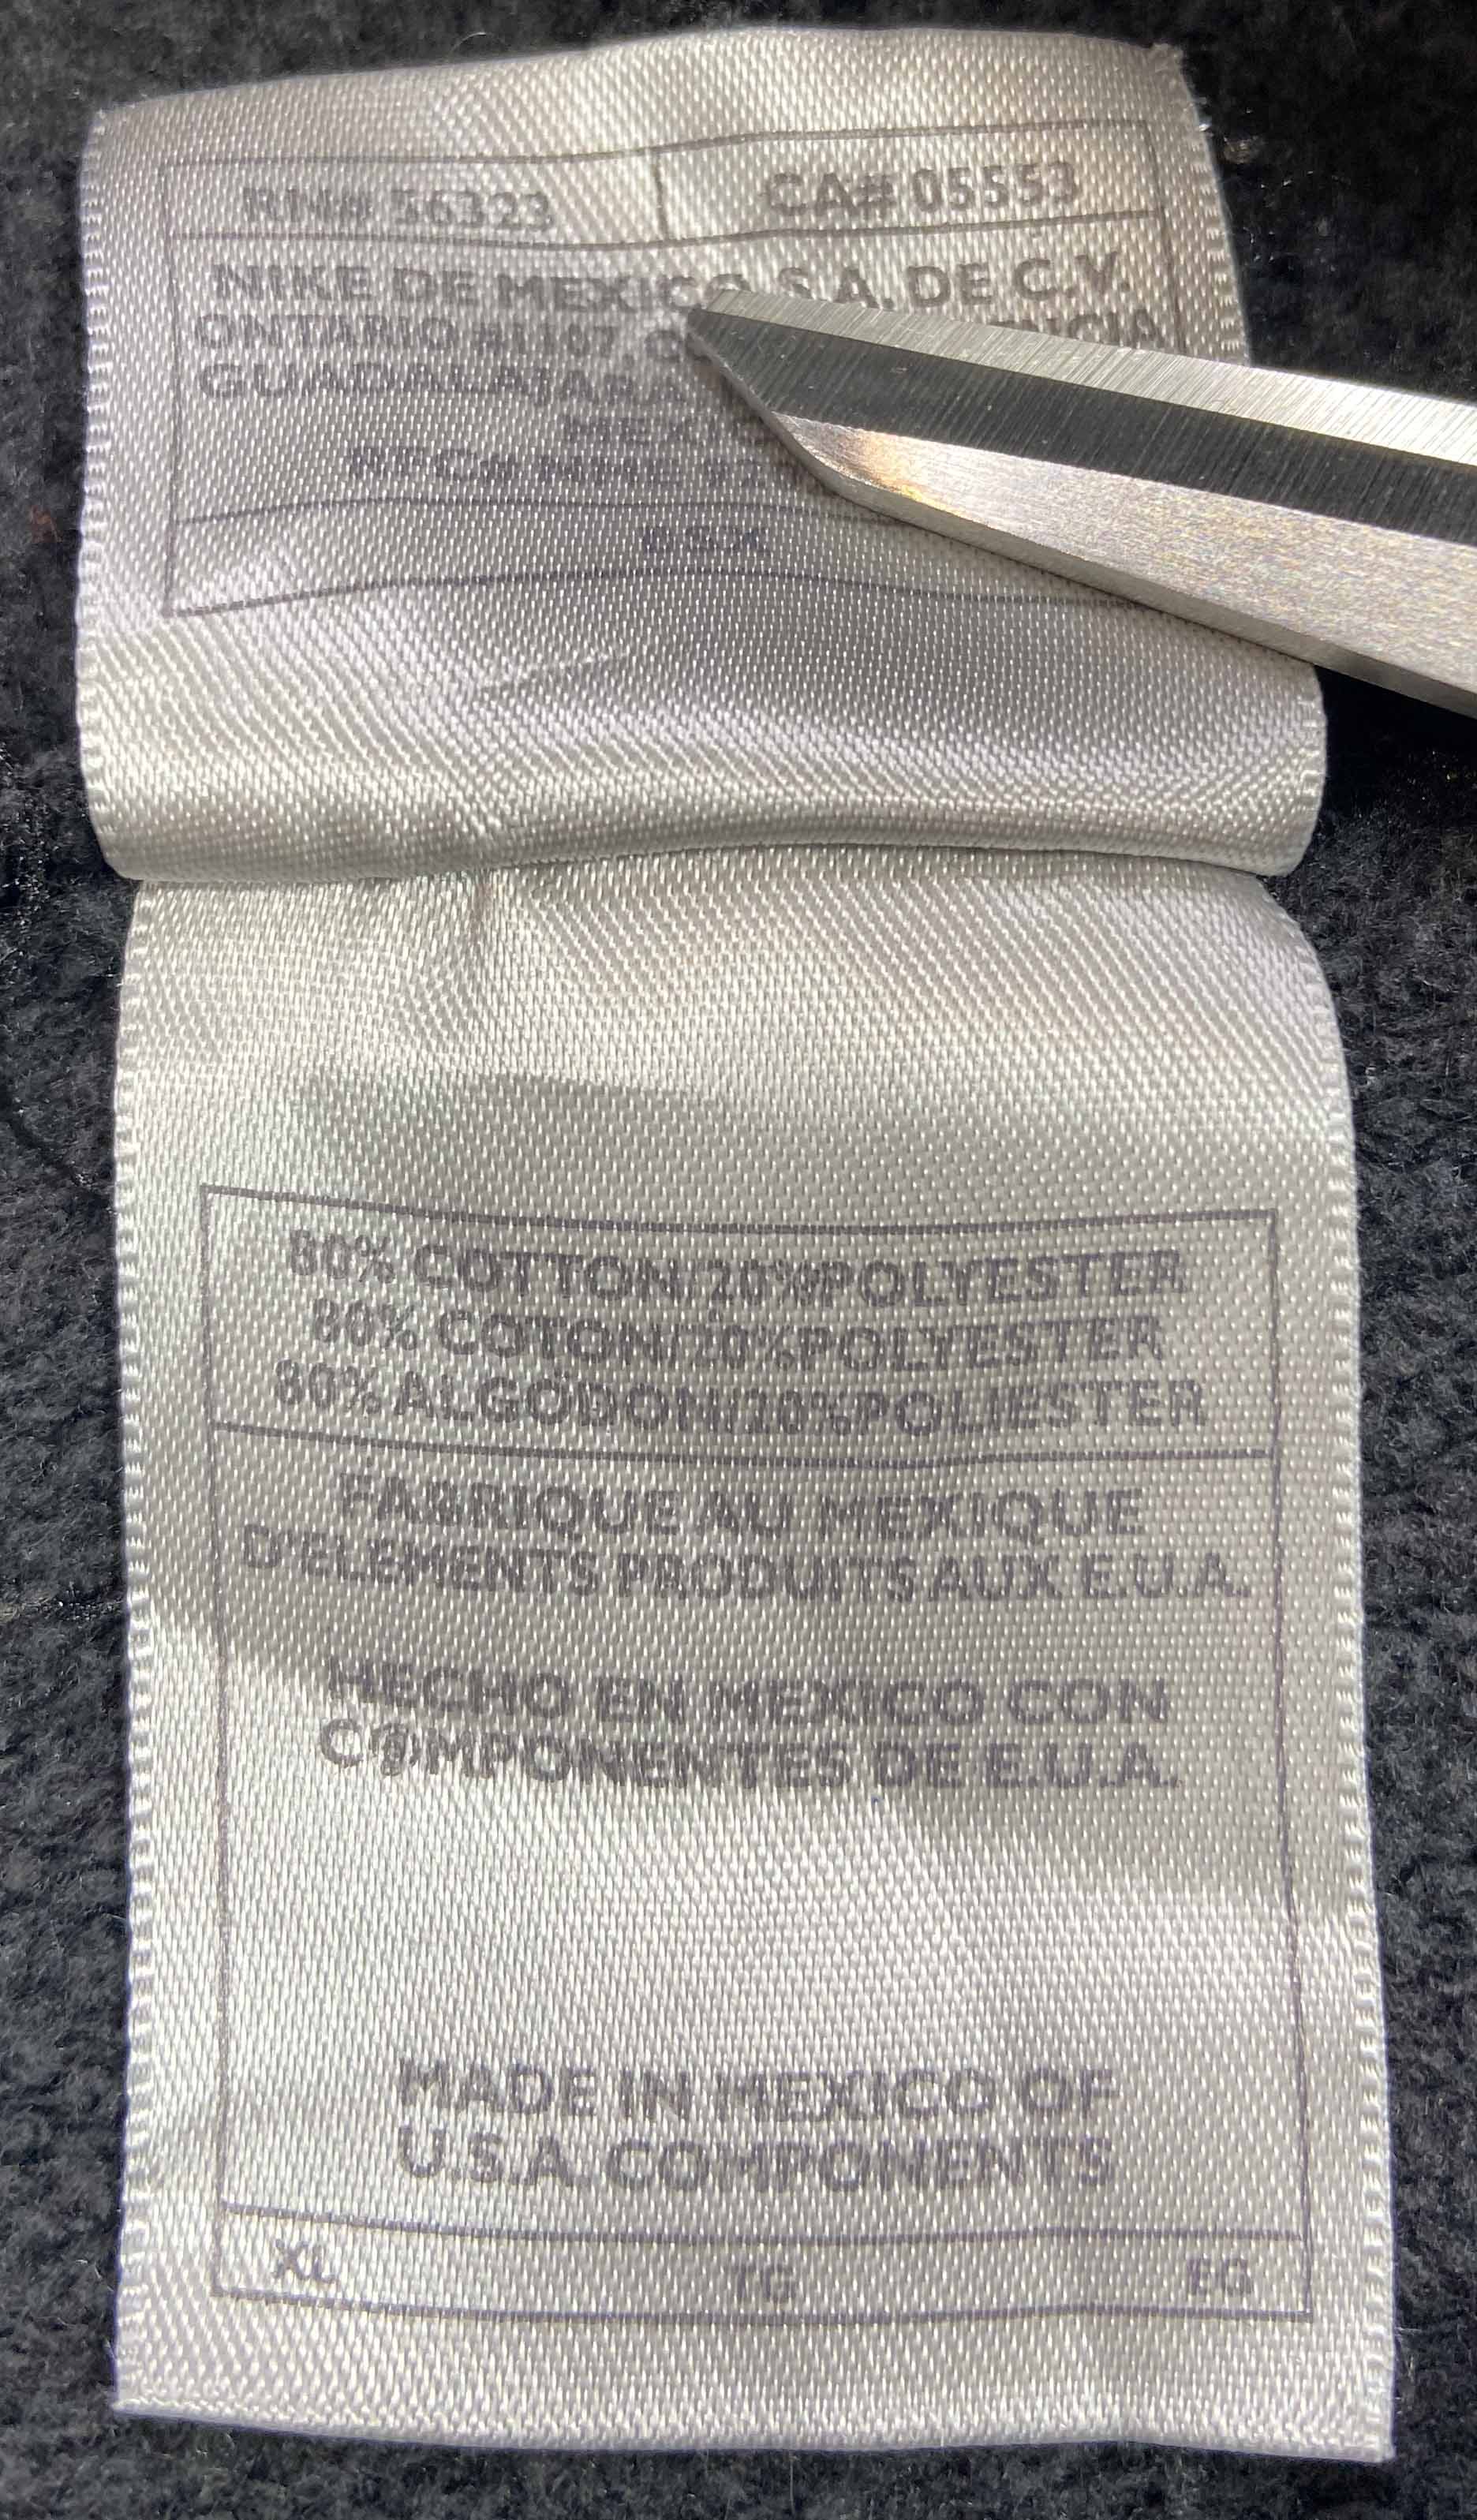 RN# 56323 CA# 05553
NIKE DE MEXICO S.A. DE C.V.
ONTARIO #1107
GUADALAJARA
80% COTTON/20% POLYESTER
80% COTON/20% POLYESTER
80% ALGODON/20% POLIESTER
FABRIQUE AU MEXIQUE
D'ELEMENTS PRODUITS AUX E.U.A.
HECHO EN MEXICO CON
COMPONENTES DE E.U.A.
MADE IN MEXICO OF
U.S.A. COMPONENTS
XL TG EG